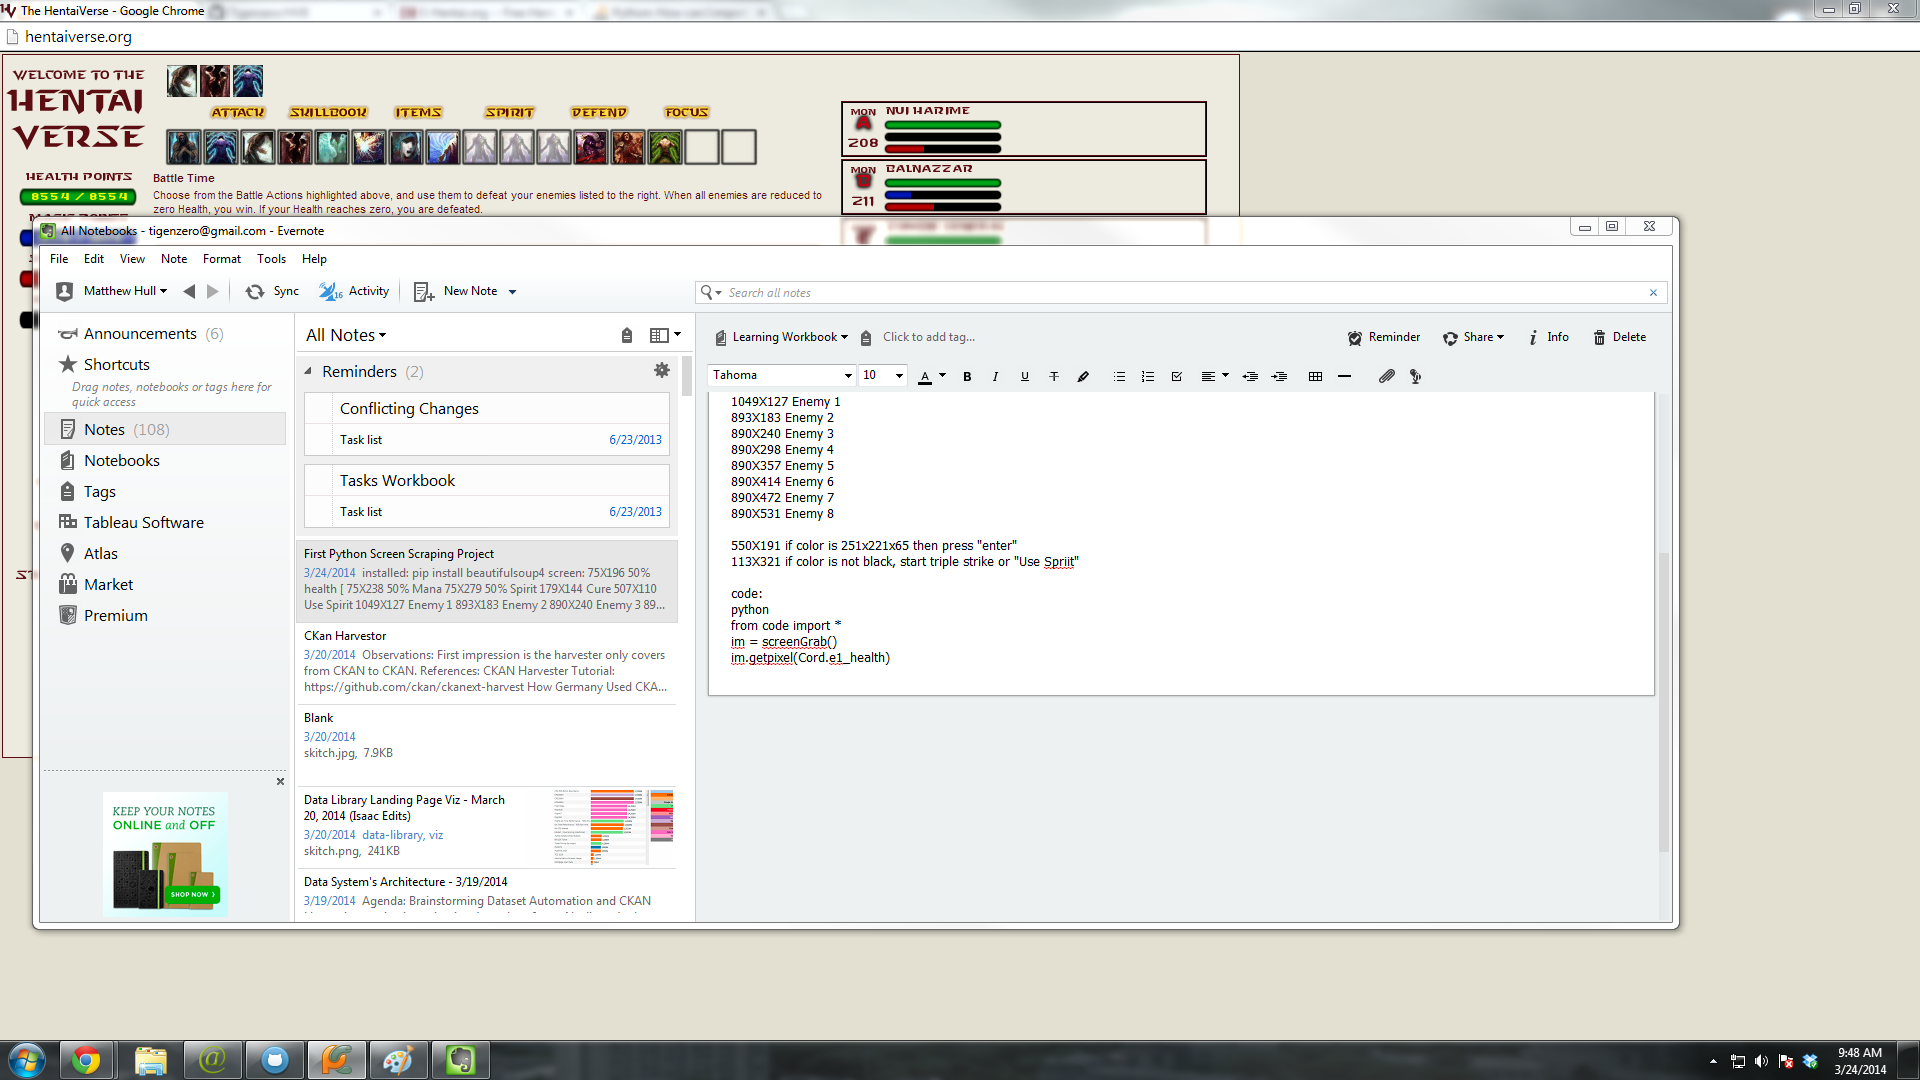 The HentaiVerse - Google Chrome
hentaiverse.org
WELCOME TO THE
HENTAI
VERSE
ATTACK SKILLBOOK ITEMS SPIRIT DEFEND FOCUS
HEALTH POINTS
8554 / 8554
Battle Time
Choose from the Battle Actions highlighted above, and use them to defeat your enemies listed to the right. When all enemies are reduced to
zero Health, you win. If your Health reaches zero, you are defeated.
MON
A
208
NUI HARIME
MON
B
211
BALNAZZAR
All Notebooks - tigenzero@gmail.com - Evernote
File Edit View Note Format Tools Help
Matthew Hull
Sync
16 Activity
New Note
Search all notes
Announcements (6)
Shortcuts
Drag notes, notebooks or tags here for
quick access
Notes (108)
Notebooks
Tags
Tableau Software
Atlas
Market
Premium
KEEP YOUR NOTES
ONLINE and OFF
SHOP NOW >
All Notes
Reminders (2)
Conflicting Changes
Task list 6/23/2013
Tasks Workbook
Task list 6/23/2013
First Python Screen Scraping Project
3/24/2014 installed: pip install beautifulsoup4 screen: 75X196 50%
health [ 75X238 50% Mana 75X279 50% Spirit 179X144 Cure 507X110
Use Spirit 1049X127 Enemy 1 893X183 Enemy 2 890X240 Enemy 3 89...
CKan Harvestor
3/20/2014 Observations: First impression is the harvester only covers
from CKAN to CKAN. References: CKAN Harvester Tutorial:
https://github.com/ckan/ckanext-harvest How Germany Used CKA...
Blank
3/20/2014
skitch.jpg, 7.9KB
Data Library Landing Page Viz - March
20, 2014 (Isaac Edits)
3/20/2014 data-library, viz
skitch.png, 241KB
Data System's Architecture - 3/19/2014
3/19/2014 Agenda: Brainstorming Dataset Automation and CKAN
Learning Workbook
Click to add tag...
Reminder
Share
Info
Delete
Tahoma 10
1049X127 Enemy 1
893X183 Enemy 2
890X240 Enemy 3
890X298 Enemy 4
890X357 Enemy 5
890X414 Enemy 6
890X472 Enemy 7
890X531 Enemy 8
550X191 if color is 251x221x65 then press "enter"
113X321 if color is not black, start triple strike or "Use Spriit"
code:
python
from code import *
im = screenGrab()
im.getpixel(Cord.e1_health)
9:48 AM
3/24/2014